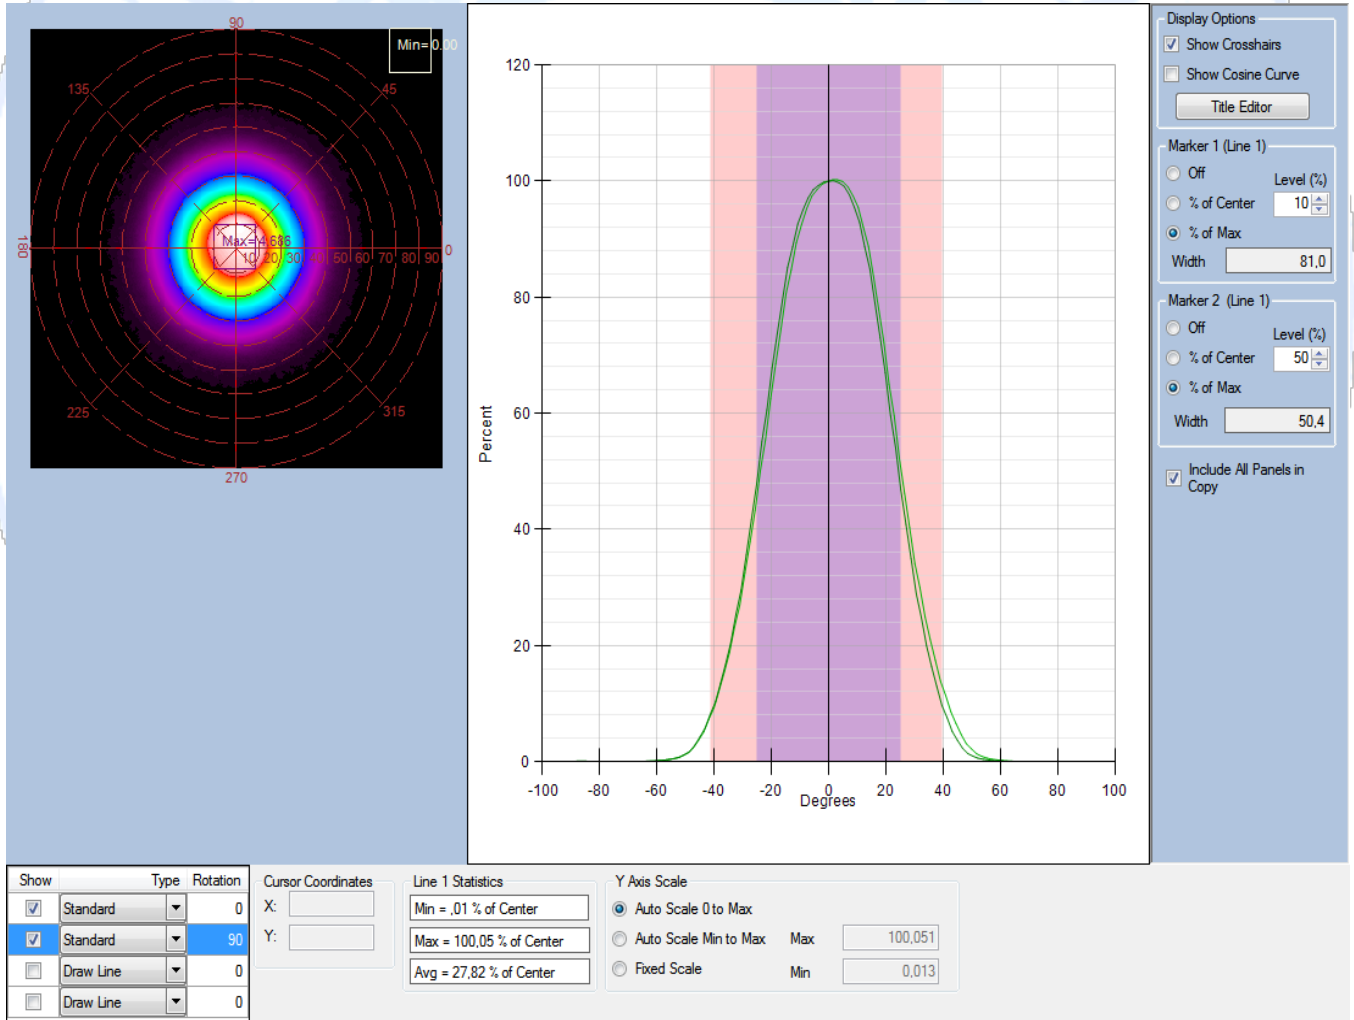 90
Min= 0.00
135
45
180
Max= 4,686
0
10 20 30 40 50 60 70 80 90
225
315
270
120
100
80
60
40
20
0
Percent
-100 -80 -60 -40 -20 0 20 40 60 80 100
Degrees
Display Options
Show Crosshairs
Show Cosine Curve
Title Editor
Marker 1 (Line 1)
Off
Level (%)
% of Center 10
% of Max
Width 81,0
Marker 2 (Line 1)
Off
Level (%)
% of Center 50
% of Max
Width 50,4
Include All Panels in
Copy
Show Type Rotation
Standard 0
Standard 90
Draw Line 0
Draw Line 0
Cursor Coordinates
X:
Y:
Line 1 Statistics
Min = ,01 % of Center
Max = 100,05 % of Center
Avg = 27,82 % of Center
Y Axis Scale
Auto Scale 0 to Max
Auto Scale Min to Max Max 100,051
Fixed Scale Min 0,013